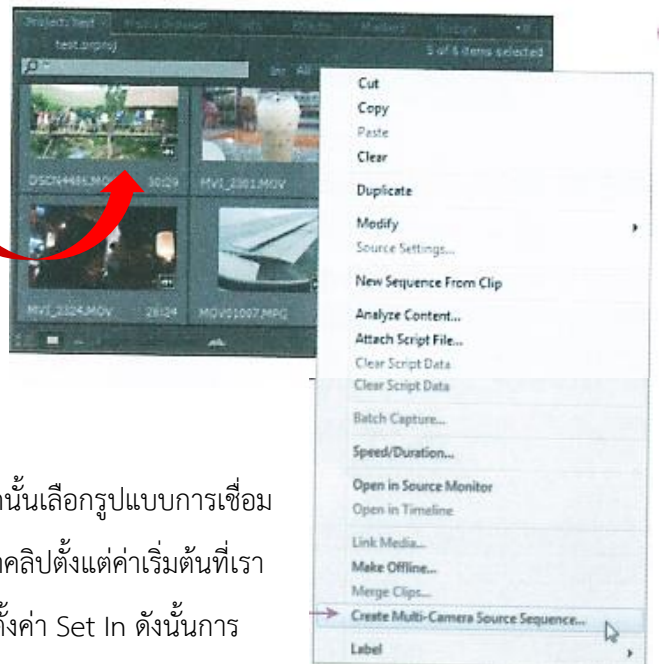 Project: Test
test.prproj
5 of 6 items selected
In: All
DSCN4486.MOV 30:29
MVI_2301.MOV
MVI_2324.MOV 26:24
MOV01007.MPG
Cut
Copy
Paste
Clear
Duplicate
Modify
Source Settings...
New Sequence From Clip
Analyze Content...
Attach Script File...
Clear Script Data
Clear Script Data
Batch Capture...
Speed/Duration...
Open in Source Monitor
Open in Timeline
Link Media...
Make Offline...
Merge Clips...
Create Multi-Camera Source Sequence...
Label
นั้นเลือกรูปแบบการเชื่อม
คลิปตั้งแต่ค่าเริ่มต้นที่เรา
ตั้งค่า Set In ดังนั้นการ